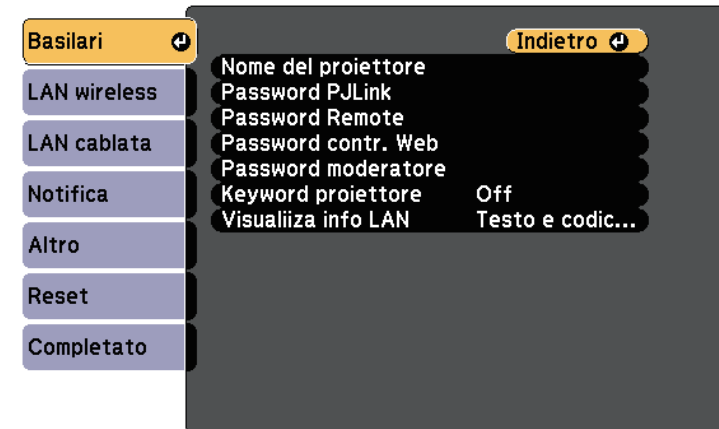 Basilari
Indietro
Nome del proiettore
LAN wireless
Password PJLink
Password Remote
LAN cablata
Password contr. Web
Password moderatore
Notifica
Keyword proiettore Off
Visualiiza info LAN Testo e codic...
Altro
Reset
Completato